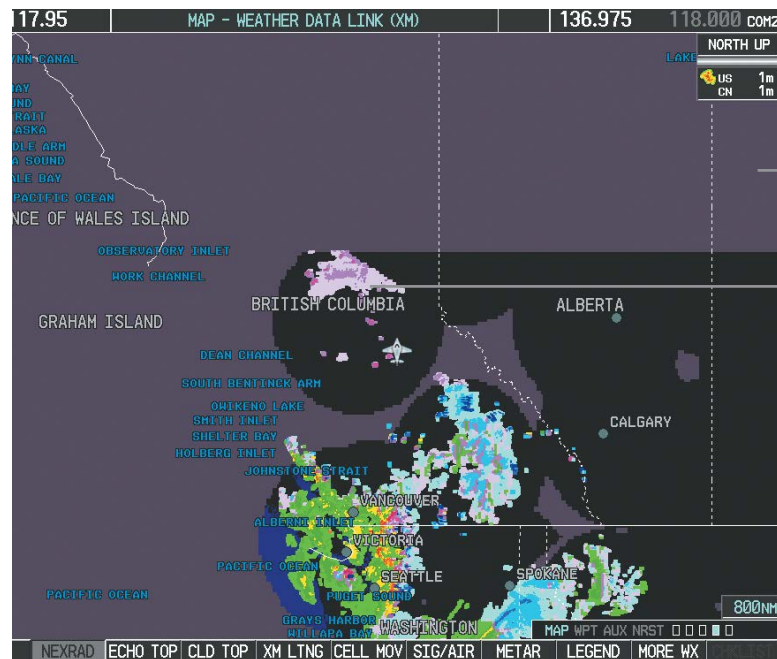 117.95 MAP – WEATHER DATA LINK (XM) 136.975 118.000 COM2
NORTH UP
US 1m
CN 1m
LAKE
NN CANAL
BAY
UND
RAIT
ASKA
DLE ARM
A SOUND
ALE BAY
PACIFIC OCEAN
NCE OF WALES ISLAND
OBSERVATORY INLET
WORK CHANNEL
BRITISH COLUMBIA
ALBERTA
GRAHAM ISLAND
DEAN CHANNEL
SOUTH BENTINCK ARM
OWIKENO LAKE
SMITH INLET
SHELTER BAY
HOLBERG INLET
CALGARY
JOHNSTONE STRAIT
VANCOUVER
ALBERNI INLET
VICTORIA
PACIFIC OCEAN
SEATTLE
SPOKANE
PACIFIC OCEAN
PUGET SOUND
800NM
GRAYS HARBOR
WASHINGTON
WILLAPA BAY
MAP WPT AUX NRST
NEXRAD ECHO TOP CLD TOP XM LTNG CELL MOV SIG/AIR METAR LEGEND MORE WX CHKLIST